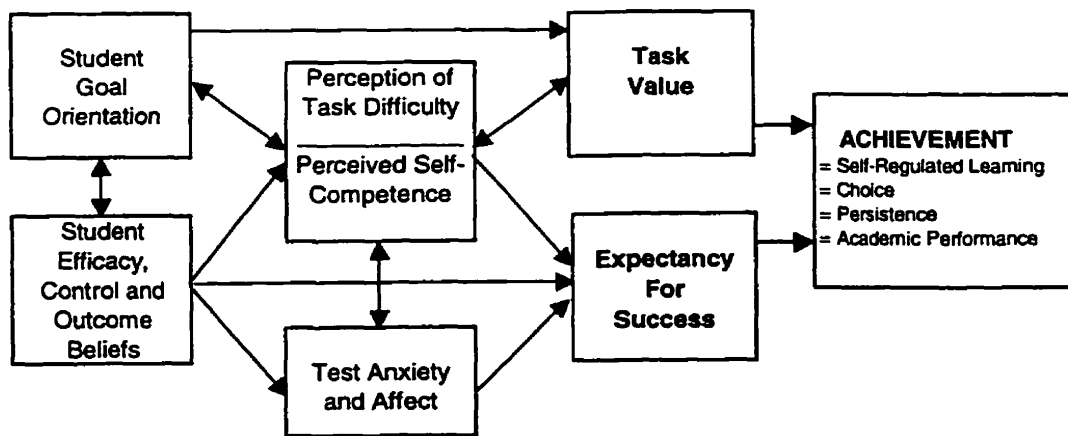 Student
Goal
Orientation
Perception of
Task Difficulty
Perceived Self-
Competence
Task
Value
ACHIEVEMENT
= Self-Regulated Learning
= Choice
= Persistence
= Academic Performance
Student
Efficacy,
Control and
Outcome
Beliefs
Test Anxiety
and Affect
Expectancy
For
Success